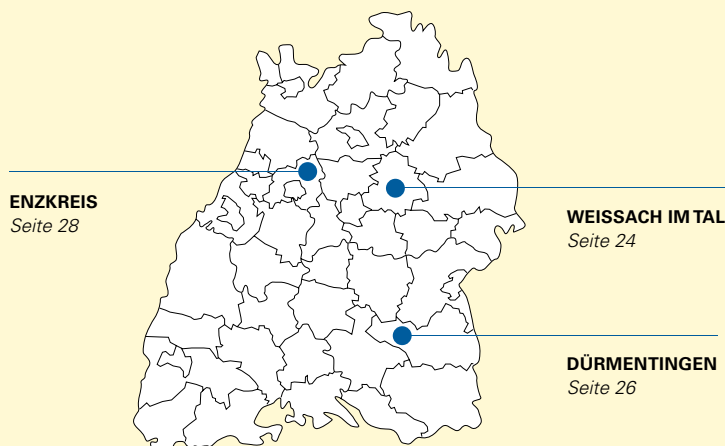 ENZKREIS
Seite 28
WEISSACH IM TAL
Seite 24
DÜRMENTINGEN
Seite 26